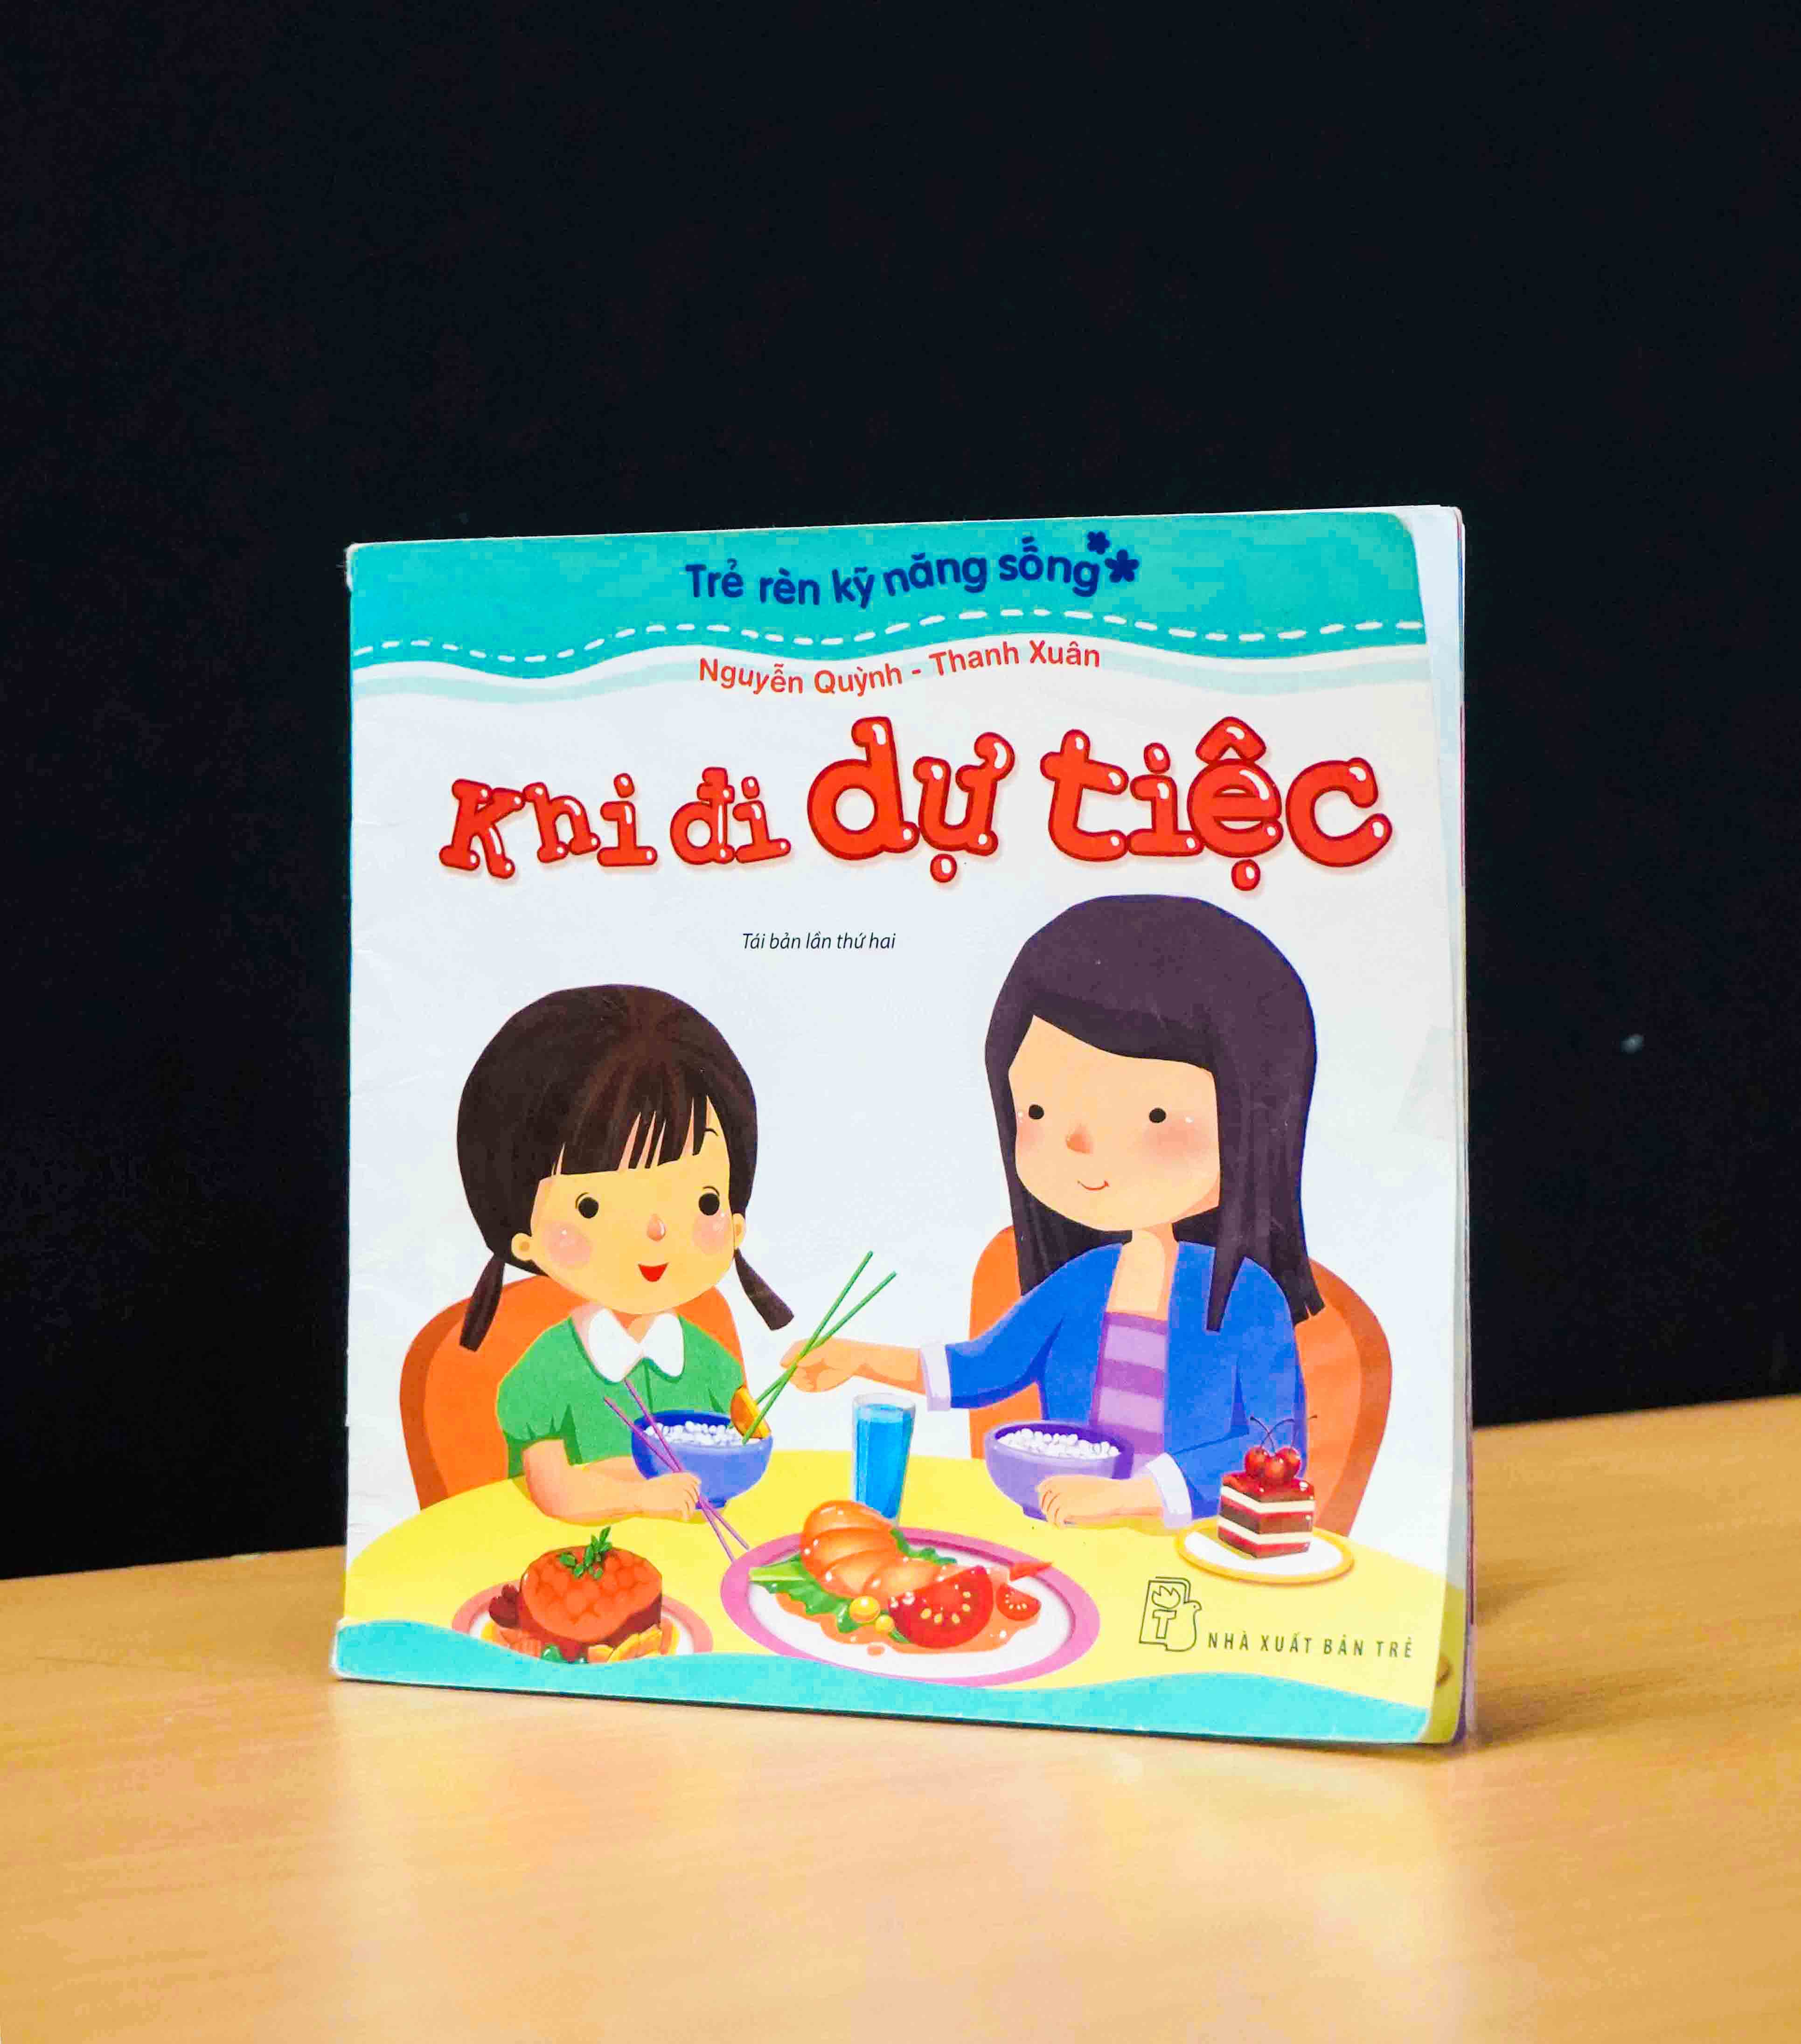 Trẻ rèn kỹ năng sống
Nguyễn Quỳnh - Thanh Xuân
Khi đi dự tiệc
Tái bản lần thứ hai
T
NHÀ XUẤT BẢN TRẺ